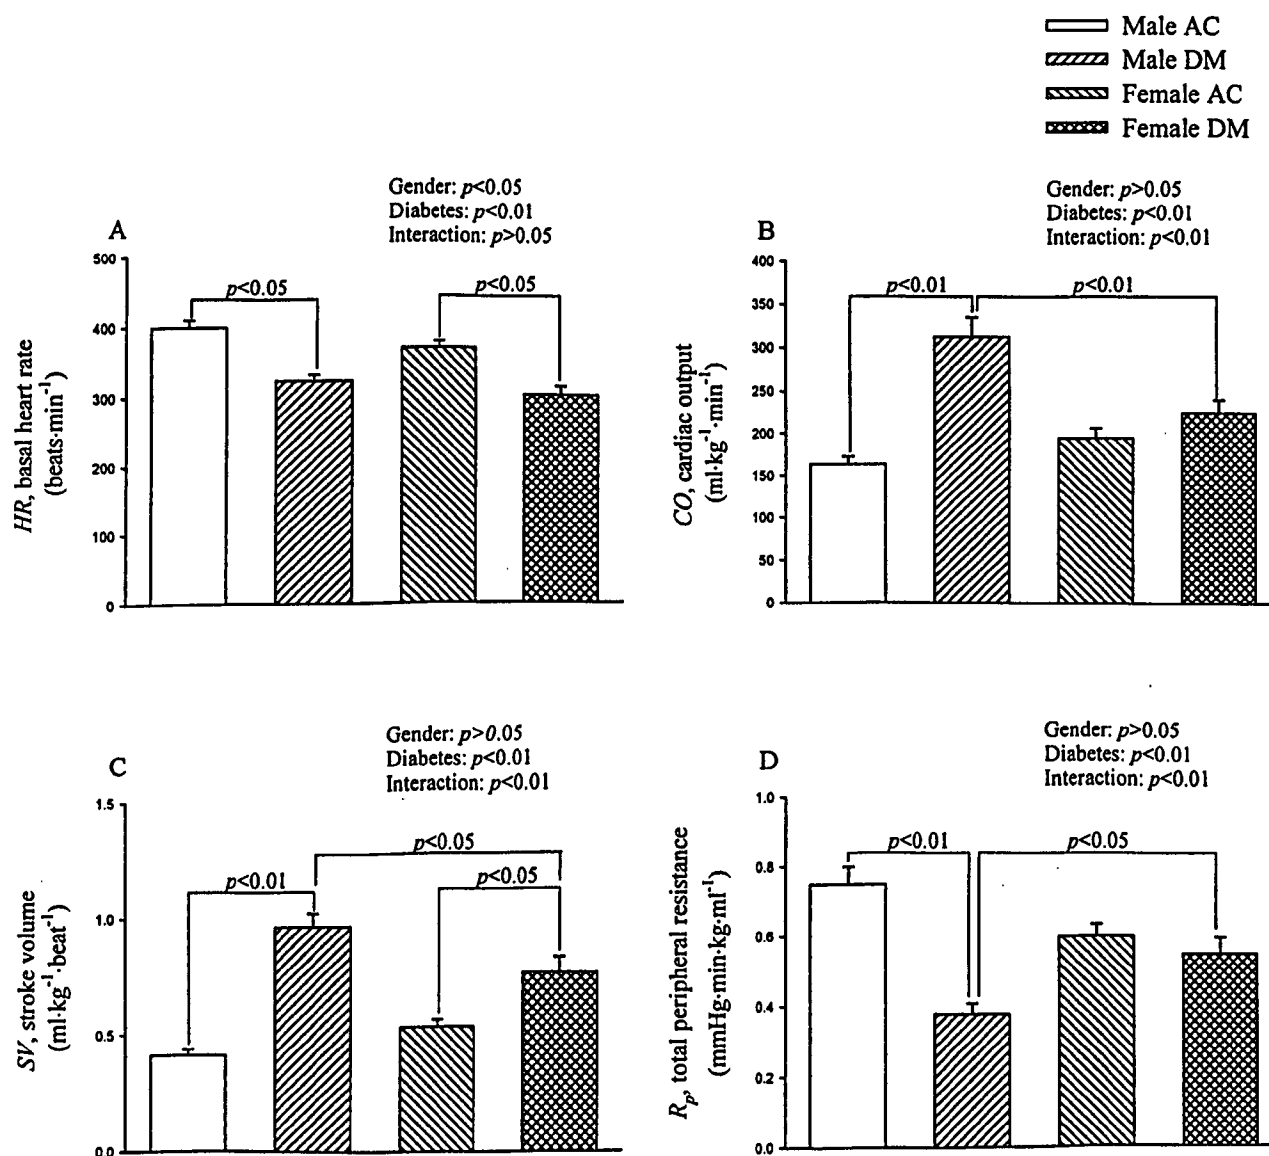 Male AC
Male DM
Female AC
Female DM
Gender: p<0.05
Diabetes: p<0.01
Interaction: p>0.05
A
500
400
300
200
100
0
HR, basal heart rate
(beats·min⁻¹)
p<0.05
p<0.05
Gender: p>0.05
Diabetes: p<0.01
Interaction: p<0.01
B
400
350
300
250
200
150
100
50
0
CO, cardiac output
(ml·kg⁻¹·min⁻¹)
p<0.01
p<0.01
Gender: p>0.05
Diabetes: p<0.01
Interaction: p<0.01
C
1.5
1.0
0.5
0.0
SV, stroke volume
(ml·kg⁻¹·beat⁻¹)
p<0.01
p<0.05
p<0.05
Gender: p>0.05
Diabetes: p<0.01
Interaction: p<0.01
D
1.0
0.8
0.6
0.4
0.2
0.0
Rₚ, total peripheral resistance
(mmHg·min·kg·ml⁻¹)
p<0.01
p<0.05